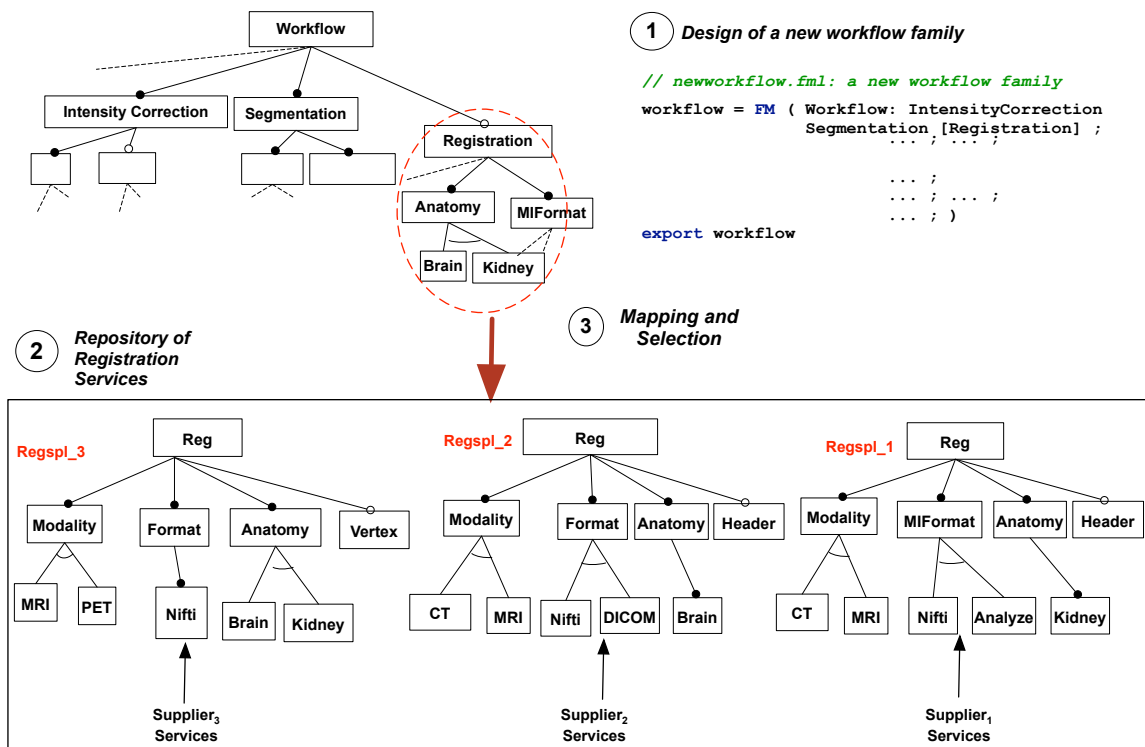 Workflow
Intensity Correction
Segmentation
Registration
Anatomy
MIFormat
Brain
Kidney
1 Design of a new workflow family
// newworkflow.fml: a new workflow family
workflow = FM ( Workflow: IntensityCorrection
Segmentation [Registration] ;
... ; ... ;
... ;
... ; ... ;
... ; )
export workflow
2 Repository of
Registration
Services
3 Mapping and
Selection
Regspl_3
Reg
Modality
Format
Anatomy
Vertex
MRI
PET
Nifti
Brain
Kidney
Supplier3
Services
Regspl_2
Reg
Modality
Format
Anatomy
Header
CT
MRI
Nifti
DICOM
Brain
Supplier2
Services
Regspl_1
Reg
Modality
MIFormat
Anatomy
Header
CT
MRI
Nifti
Analyze
Kidney
Supplier1
Services